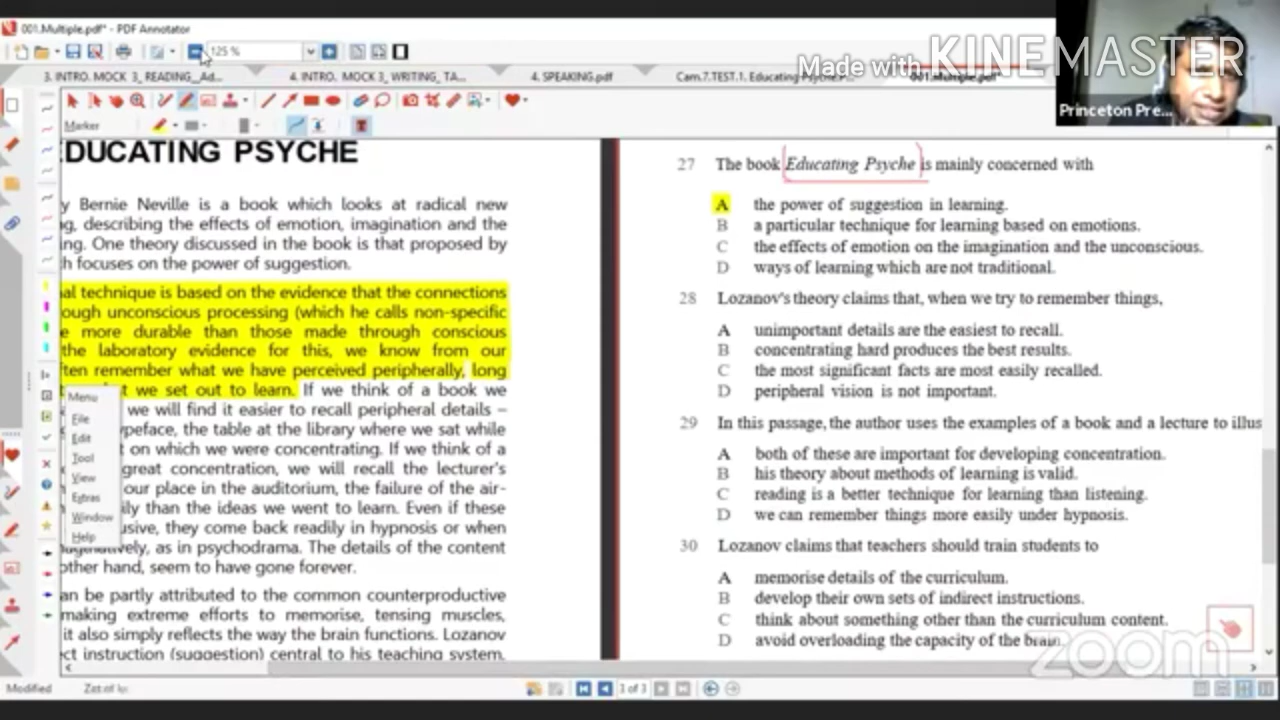 001.Multiple.pdf* - PDF Annotator
125 %
3. INTRO. MOCK 3_ READING_Ad...
4. INTRO. MOCK 3_ WRITING_ TA...
4. SPEAKING.pdf
Cam.7.TEST.1. Educating Psyche.P
001.Multiple.pdf*
Made with KINEMASTER
Princeton Pre...
Marker
EDUCATING PSYCHE
y Bernie Neville is a book which looks at radical new
g, describing the effects of emotion, imagination and the
ng. One theory discussed in the book is that proposed by
h focuses on the power of suggestion.
al technique is based on the evidence that the connections
ough unconscious processing (which he calls non-specific
e more durable than those made through conscious
the laboratory evidence for this, we know from our
ften remember what we have perceived peripherally, long
we set out to learn. If we think of a book we
we will find it easier to recall peripheral details –
ypeface, the table at the library where we sat while
t on which we were concentrating. If we think of a
great concentration, we will recall the lecturer's
our place in the auditorium, the failure of the air-
ily than the ideas we went to learn. Even if these
usive, they come back readily in hypnosis or when
aginatively, as in psychodrama. The details of the content
other hand, seem to have gone forever.
an be partly attributed to the common counterproductive
making extreme efforts to memorise, tensing muscles,
it also simply reflects the way the brain functions. Lozanov
ct instruction (suggestion) central to his teaching system.
Menu
File
Edit
Tool
View
Extras
Window
Help
27 The book Educating Psyche is mainly concerned with
A the power of suggestion in learning.
B a particular technique for learning based on emotions.
C the effects of emotion on the imagination and the unconscious.
D ways of learning which are not traditional.
28 Lozanov's theory claims that, when we try to remember things,
A unimportant details are the easiest to recall.
B concentrating hard produces the best results.
C the most significant facts are most easily recalled.
D peripheral vision is not important.
29 In this passage, the author uses the examples of a book and a lecture to illus
A both of these are important for developing concentration.
B his theory about methods of learning is valid.
C reading is a better technique for learning than listening.
D we can remember things more easily under hypnosis.
30 Lozanov claims that teachers should train students to
A memorise details of the curriculum.
B develop their own sets of indirect instructions.
C think about something other than the curriculum content.
D avoid overloading the capacity of the brain.
zoom
Modified
3 of 3